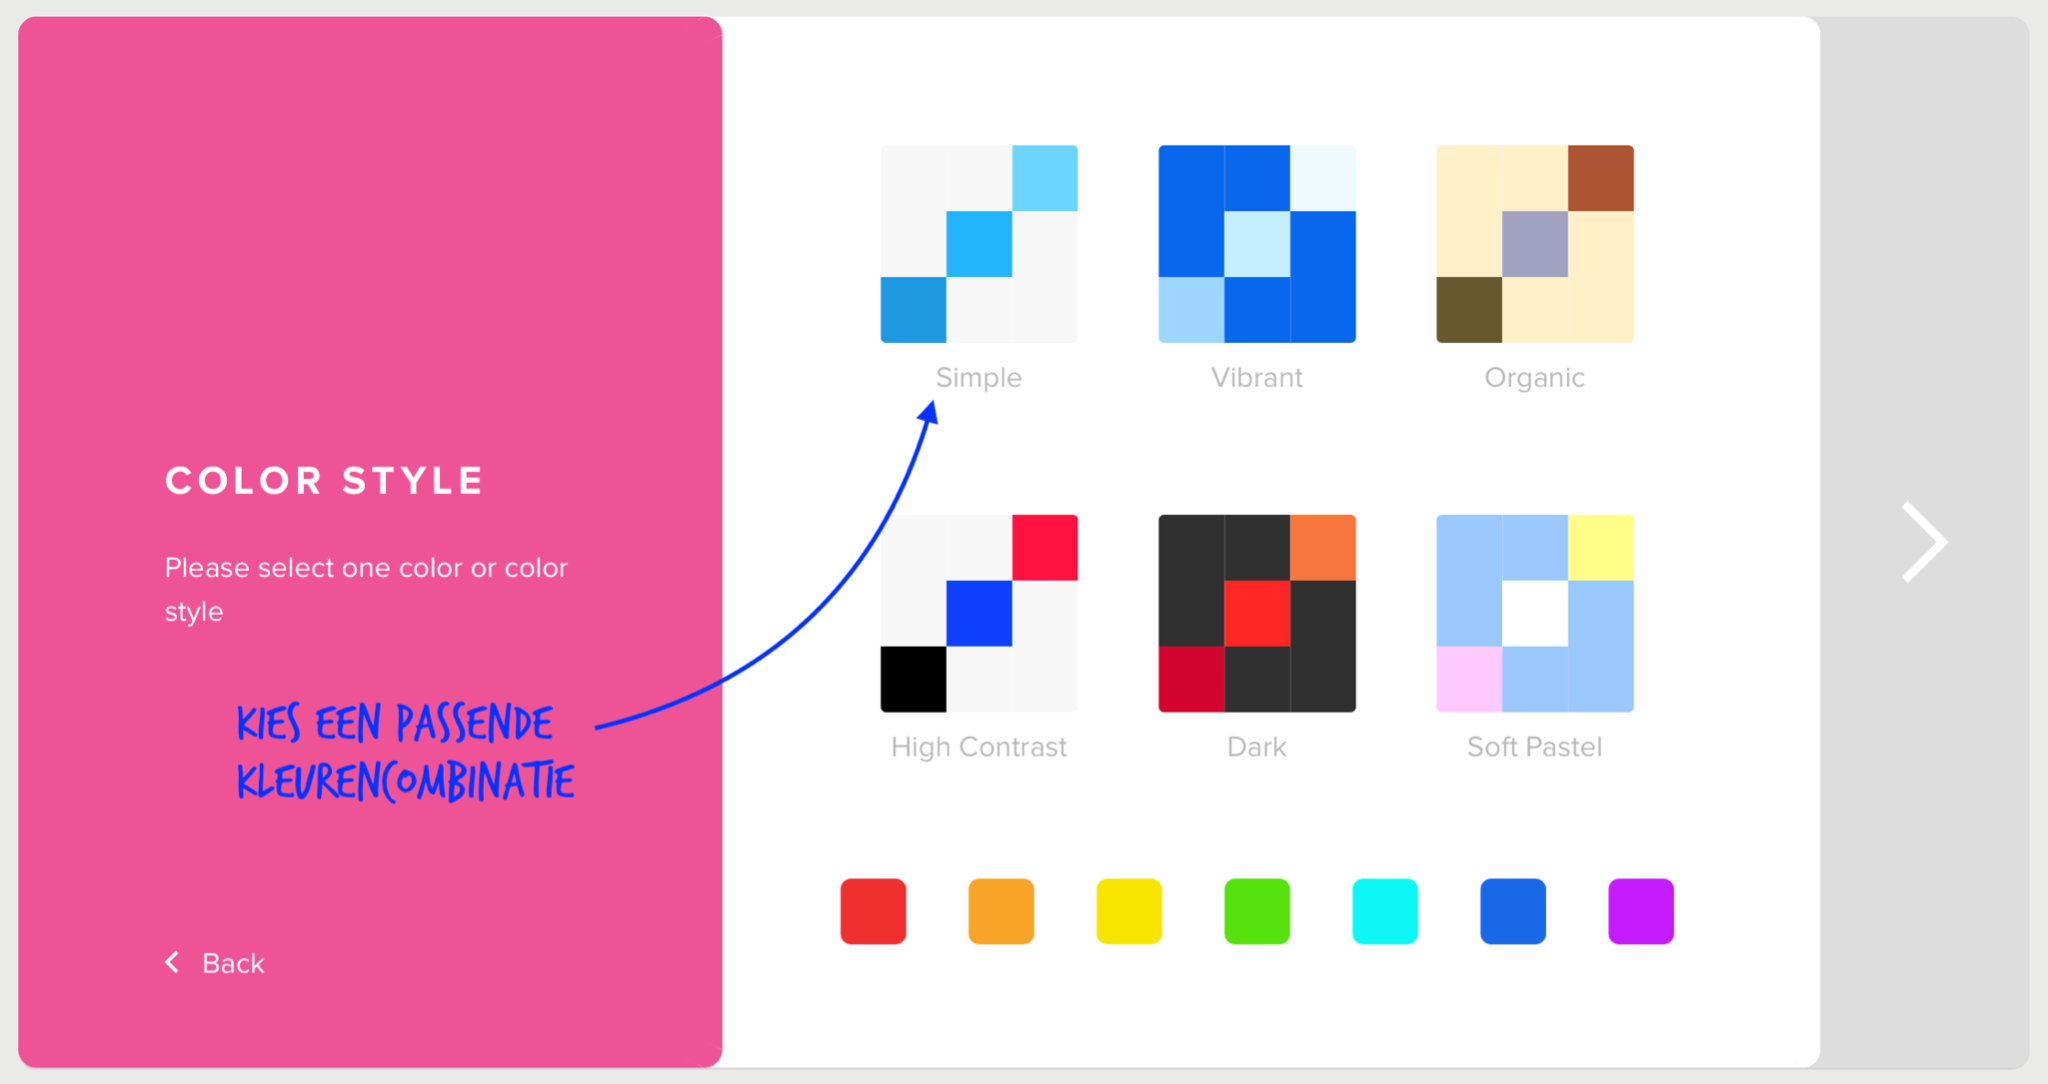 COLOR STYLE
Please select one color or color
style
KIES EEN PASSENDE
KLEURENCOMBINATIE
Back
Simple
Vibrant
Organic
High Contrast
Dark
Soft Pastel